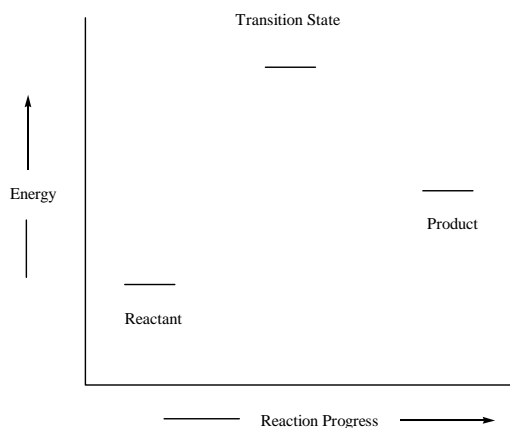 Transition State
Energy
Product
Reactant
Reaction Progress